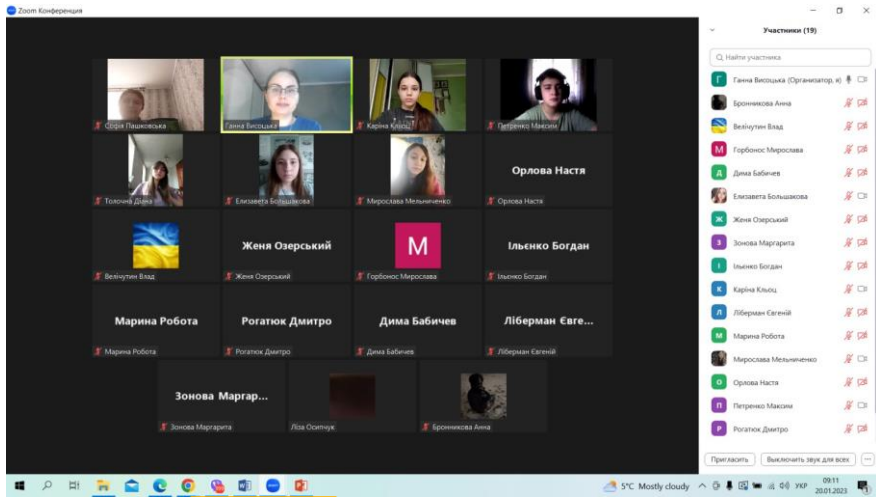 Zoom Конференция
Софія Пашковська
Ганна Висоцька
Каріна Кльоц
Петренко Максим
Толочна Діана
Елизавета Большакова
Мирослава Мельниченко
Орлова Настя
Орлова Настя
Велічутин Влад
Женя Озерський
Женя Озерський
М
Горбонос Мирослава
Ільєнко Богдан
Ільєнко Богдан
Марина Робота
Марина Робота
Рогатюк Дмитро
Рогатюк Дмитро
Дима Бабичев
Дима Бабичев
Ліберман Євге...
Ліберман Євгеній
Зонова Маргар...
Зонова Маргарита
Ліза Осипчук
Бронникова Анна
Участники (19)
Найти участника
Г Ганна Висоцька (Организатор, я)
Бронникова Анна
Велічутин Влад
М Горбонос Мирослава
Д Дима Бабичев
Елизавета Большакова
Ж Женя Озерський
З Зонова Маргарита
І Ільєнко Богдан
К Каріна Кльоц
Л Ліберман Євгеній
М Марина Робота
Мирослава Мельниченко
О Орлова Настя
П Петренко Максим
Р Рогатюк Дмитро
Пригласить
Выключить звук для всех
5°C Mostly cloudy
УКР
09:11
20.01.2023